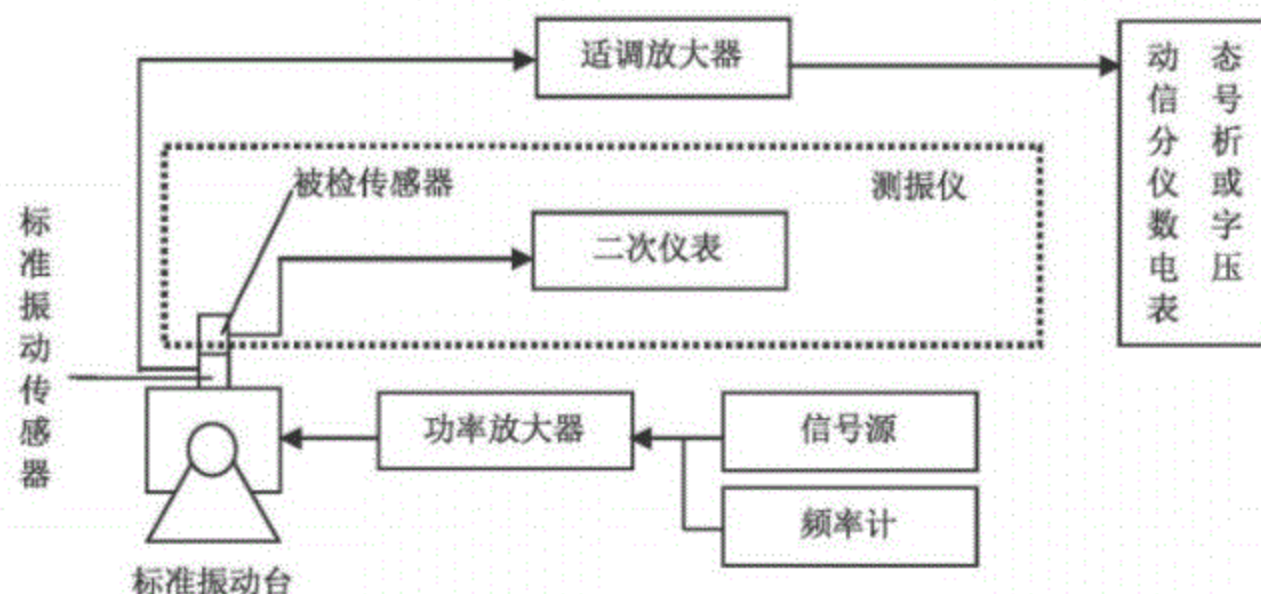 适调放大器
动态
信号
分析
仪或
数字
电压
表
被检传感器
测振仪
二次仪表
标准振动传感器
功率放大器
信号源
频率计
标准振动台